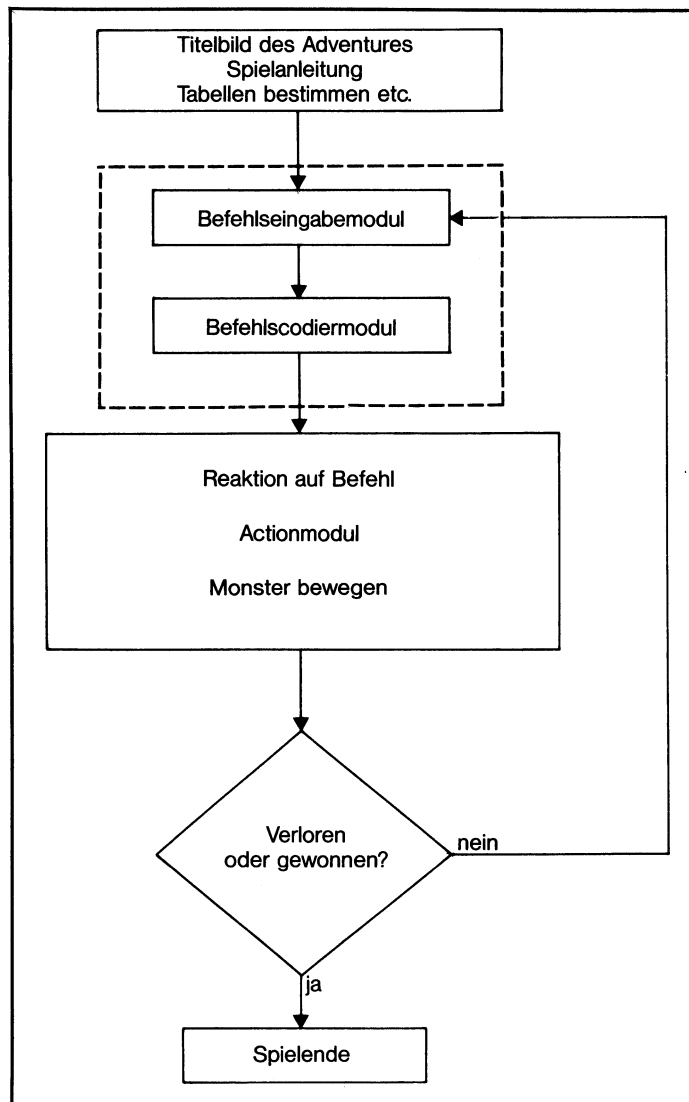 Titelbild des Adventures
Spielanleitung
Tabellen bestimmen etc.
Befehlseingabemodul
Befehlscodiermodul
Reaktion auf Befehl
Actionmodul
Monster bewegen
Verloren
oder gewonnen?
nein
ja
Spielende